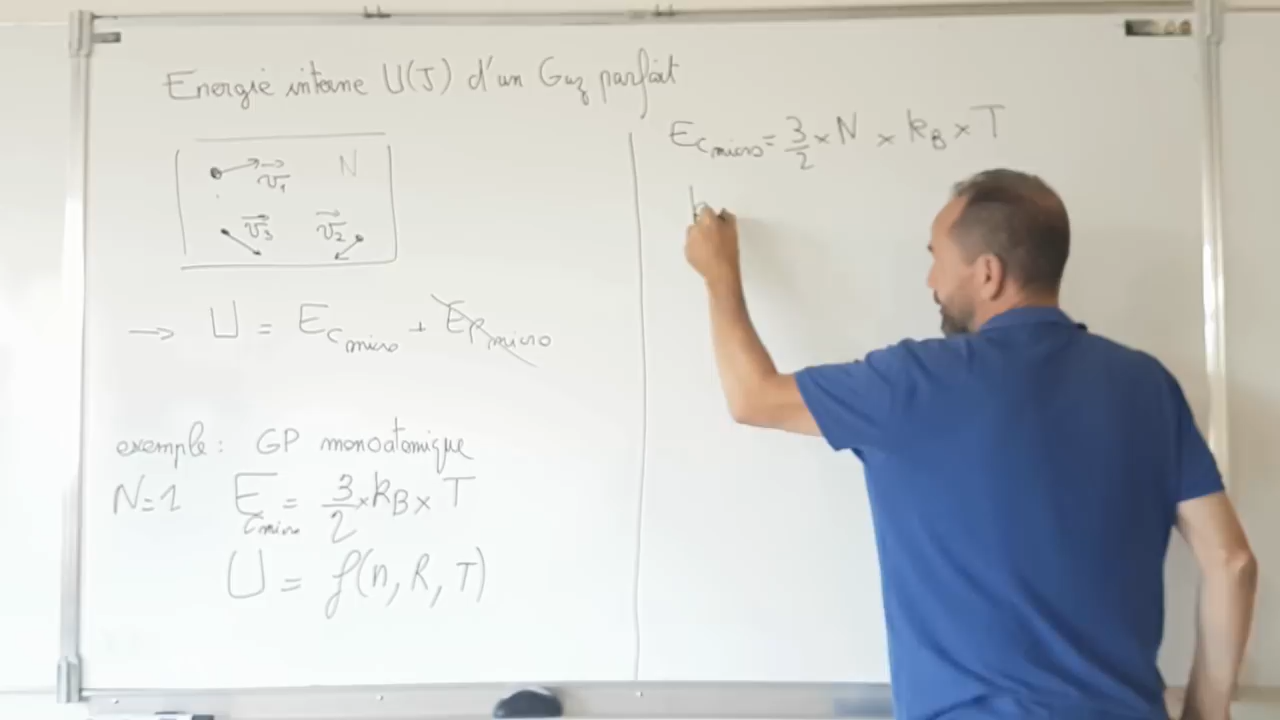 Energie interne U(J) d'un Gaz parfait
v₁ N
v₃ v₂
→ U = Ec micro + Ep micro
exemple : GP monoatomique
N=1 Ec micro = 3/2 × kB × T
U = f(n, R, T)
Ec micro = 3/2 × N × kB × T